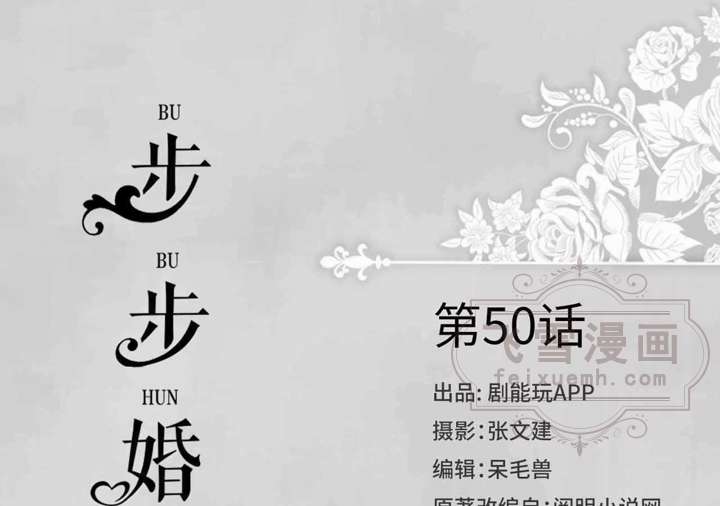 BU
步
BU
步
HUN
婚
第50话
飞雪漫画
feixuemh.com
出品: 剧能玩APP
摄影: 张文建
编辑: 呆毛兽